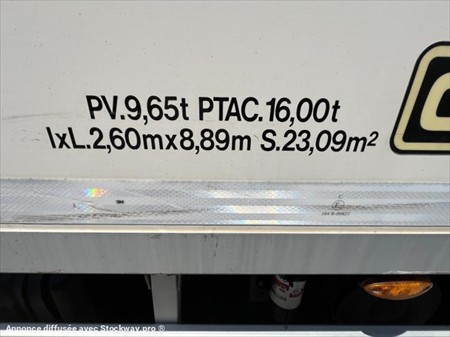 PV.9,65t PTAC.16,00t
lxL.2,60mx8,89m S.23,09m²
Annonce diffusée avec Stockway.pro ®